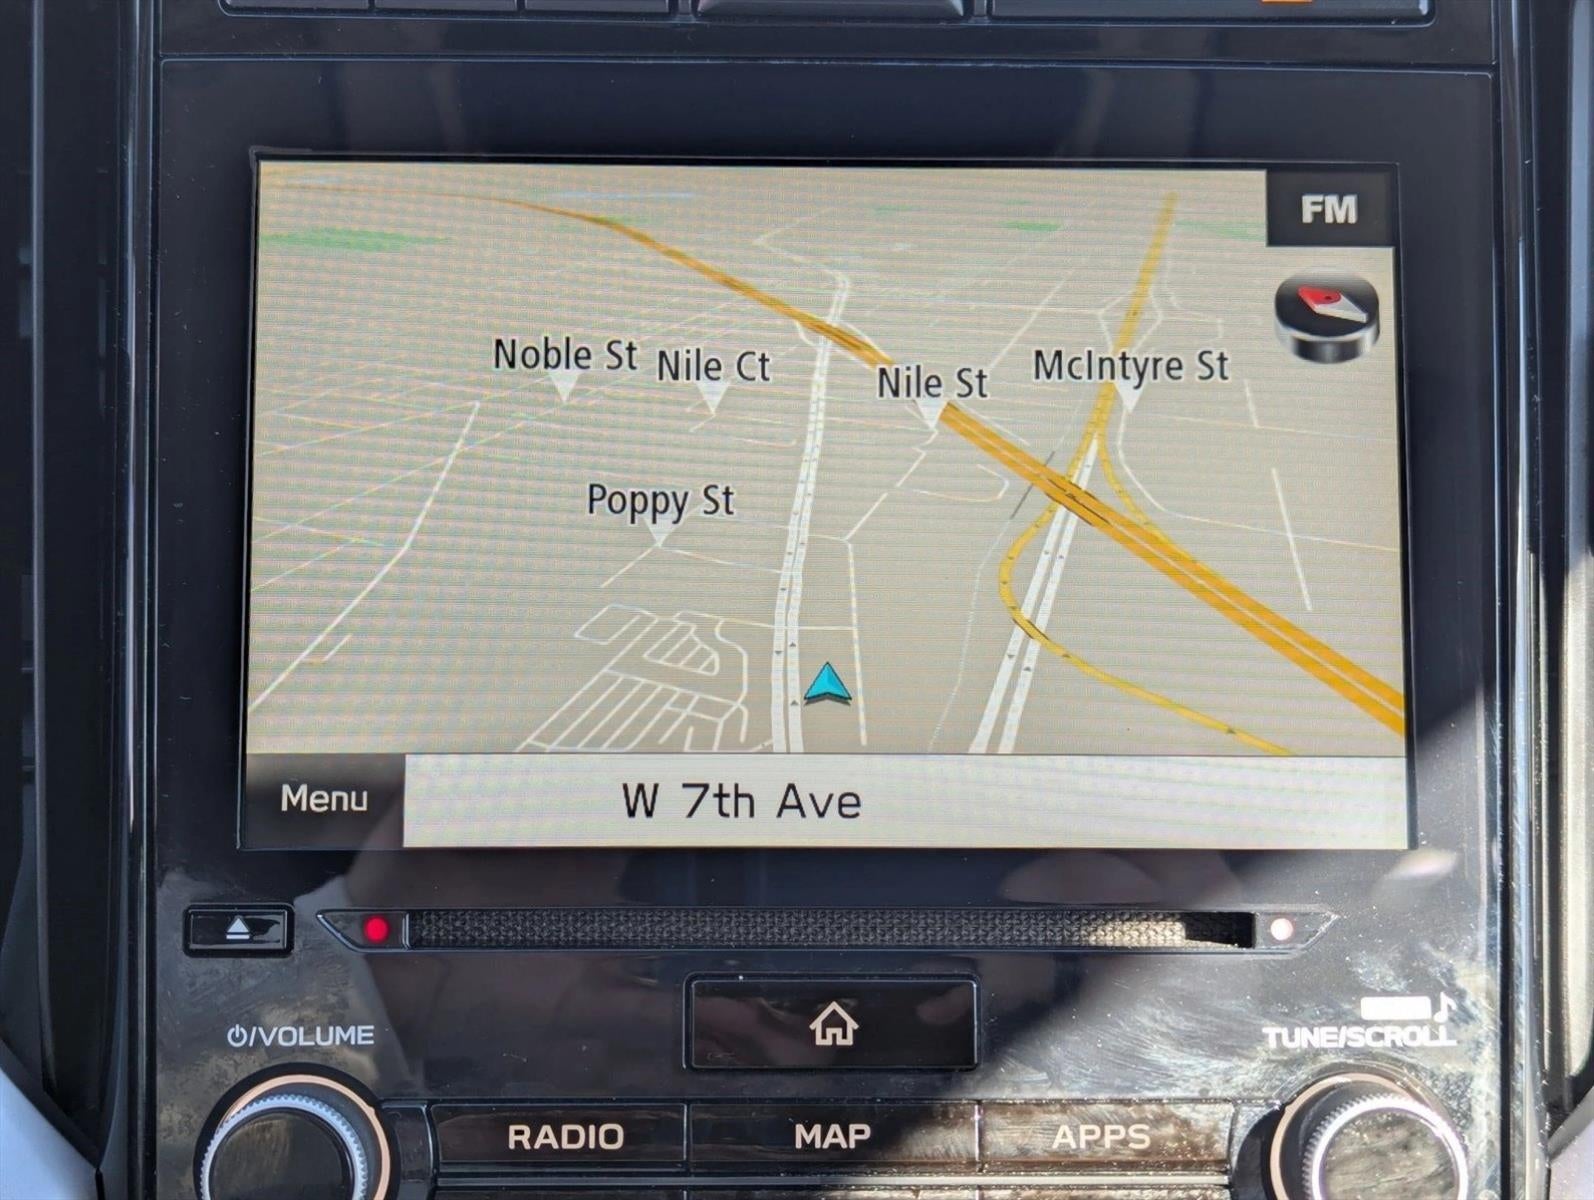 FM
Noble St
Nile Ct
Nile St
McIntyre St
Poppy St
Menu
W 7th Ave
/VOLUME
TUNE/SCROLL
RADIO
MAP
APPS